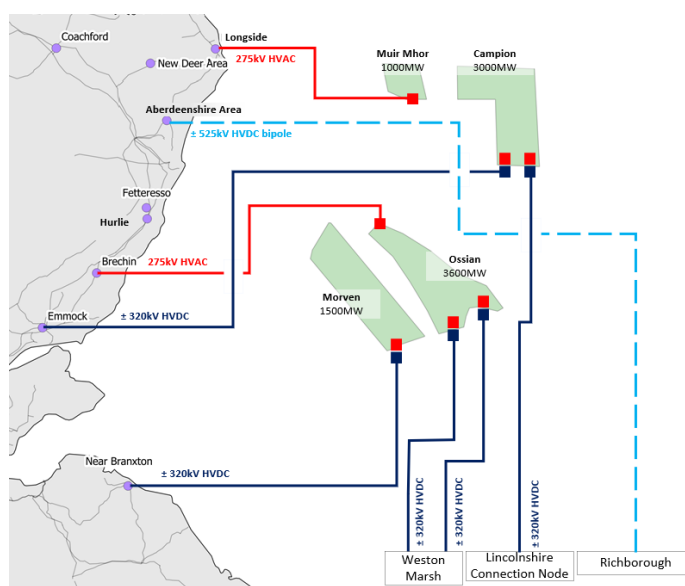 Coachford
Longside
275kV HVAC
New Deer Area
Muir Mhor
1000MW
Campion
3000MW
Aberdeenshire Area
± 525kV HVDC bipole
Fetteresso
Hurlie
Brechin
275kV HVAC
Ossian
3600MW
Morven
1500MW
Emmock
± 320kV HVDC
Near Branxton
± 320kV HVDC
± 320kV HVDC
± 320kV HVDC
± 320kV HVDC
Weston
Marsh
Lincolnshire
Connection Node
Richborough